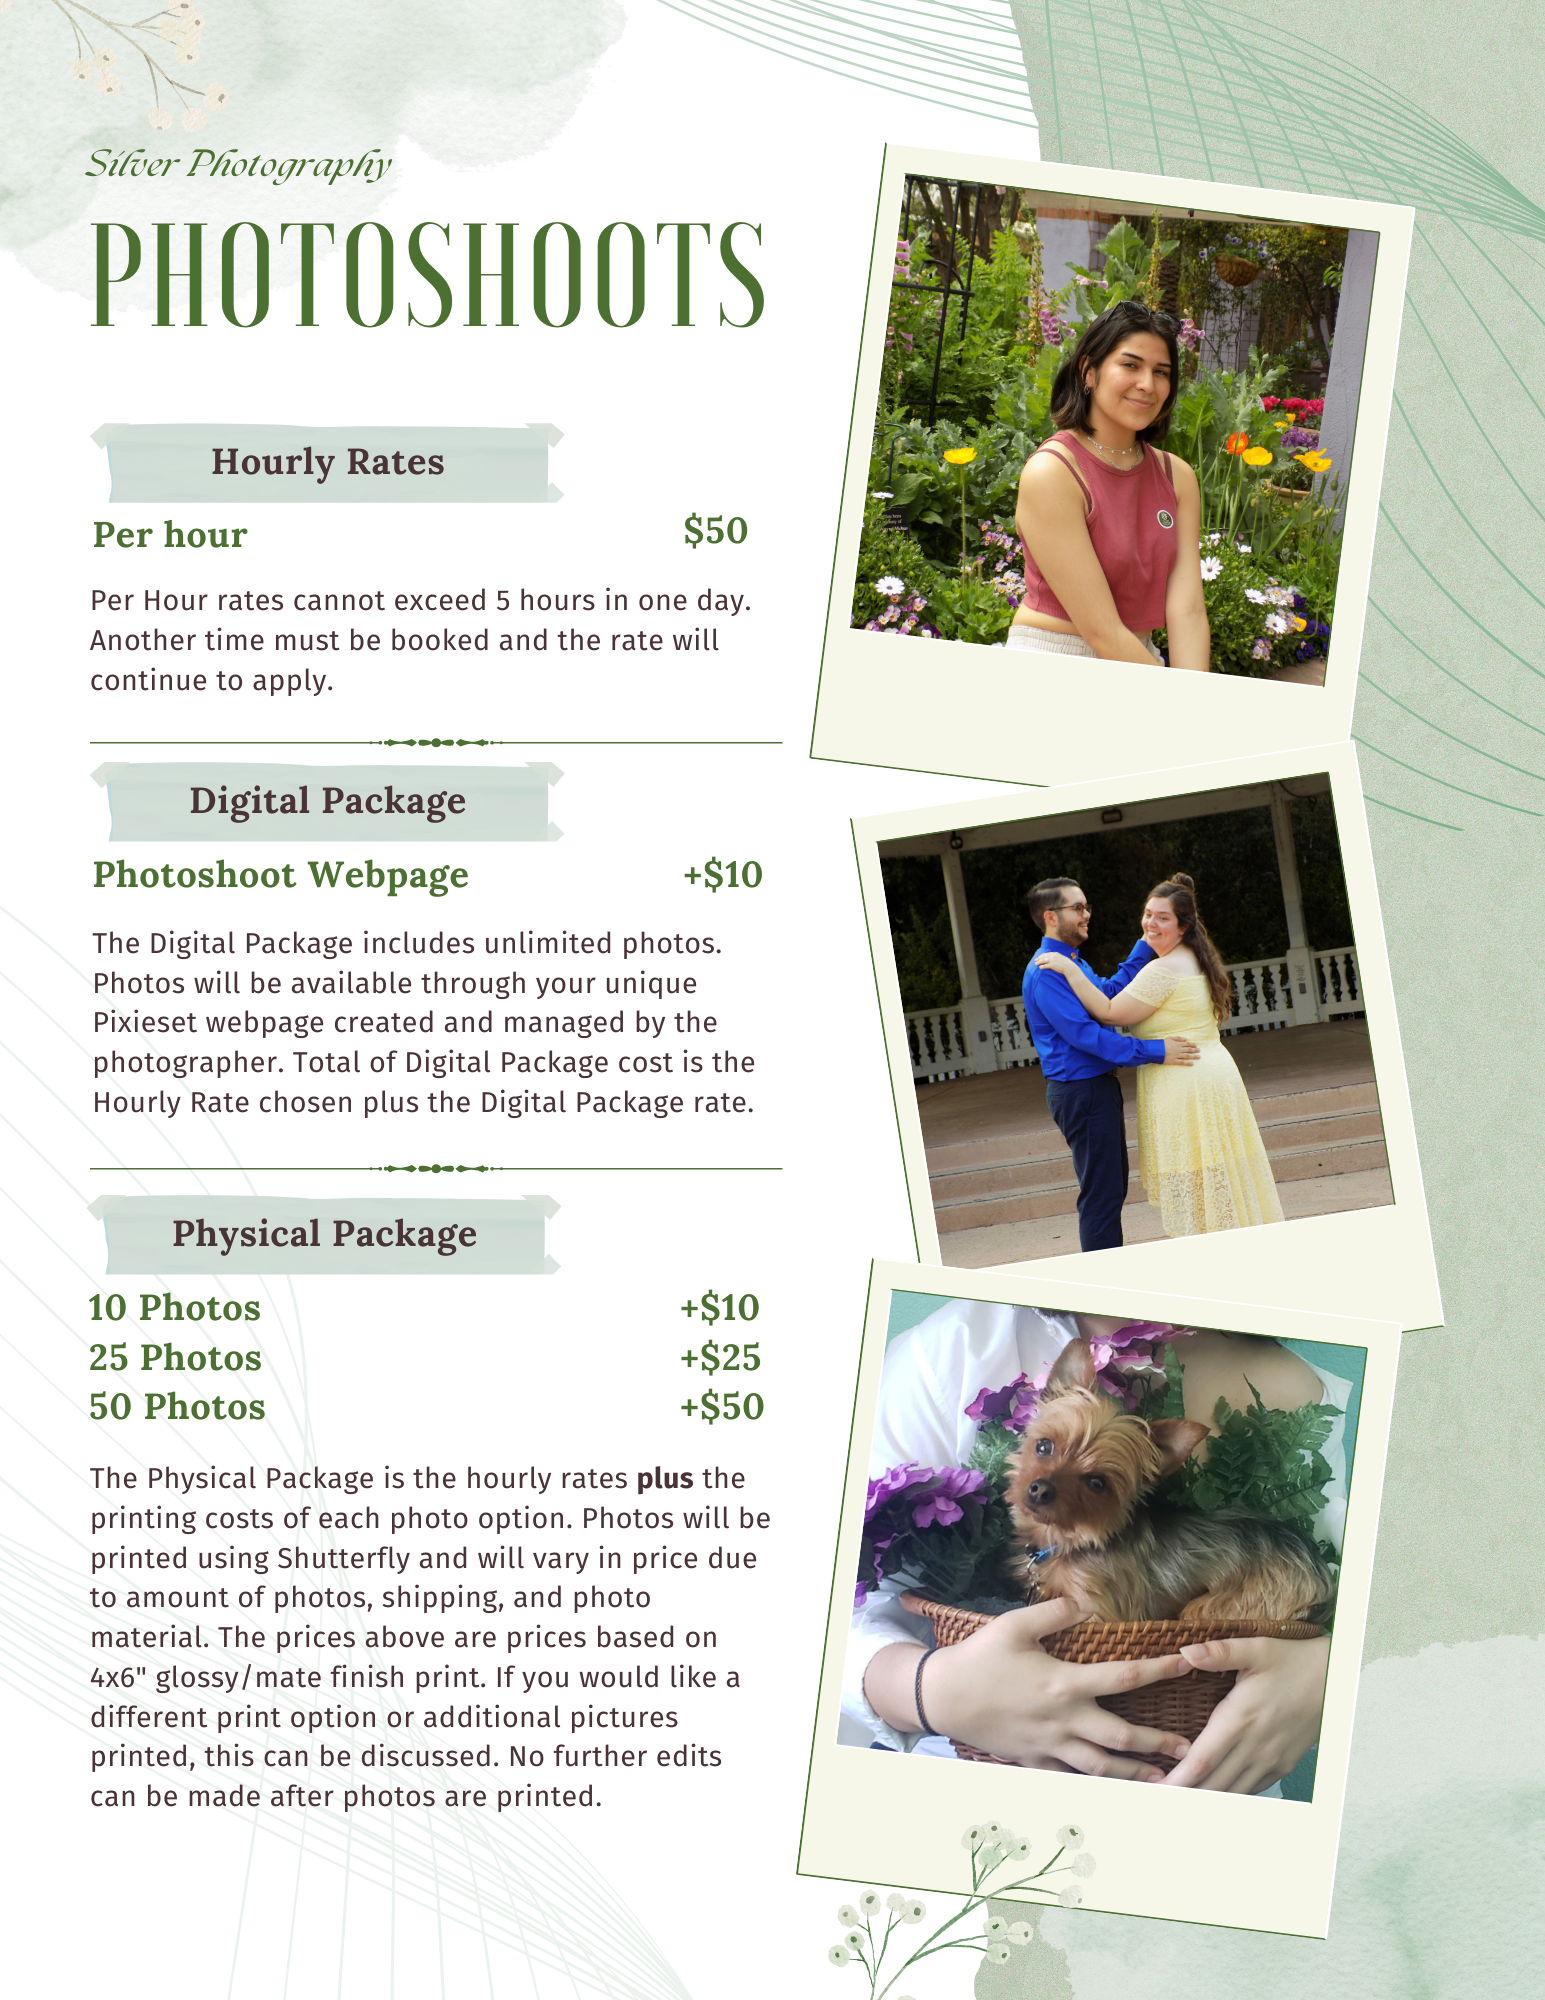 Silver Photography
PHOTOSHOOTS
Hourly Rates
Per hour $50
Per Hour rates cannot exceed 5 hours in one day.
Another time must be booked and the rate will
continue to apply.
Digital Package
Photoshoot Webpage +$10
The Digital Package includes unlimited photos.
Photos will be available through your unique
Pixieset webpage created and managed by the
photographer. Total of Digital Package cost is the
Hourly Rate chosen plus the Digital Package rate.
Physical Package
10 Photos +$10
25 Photos +$25
50 Photos +$50
The Physical Package is the hourly rates plus the
printing costs of each photo option. Photos will be
printed using Shutterfly and will vary in price due
to amount of photos, shipping, and photo
material. The prices above are prices based on
4x6" glossy/mate finish print. If you would like a
different print option or additional pictures
printed, this can be discussed. No further edits
can be made after photos are printed.